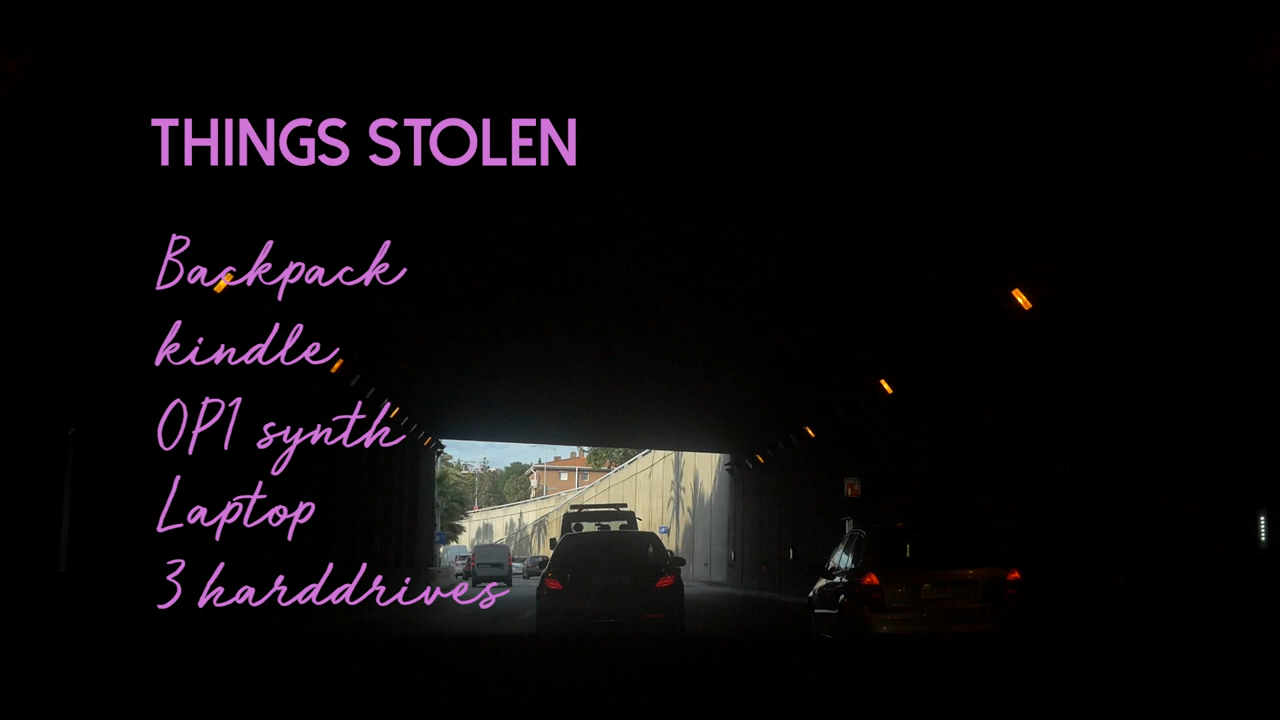 THINGS STOLEN
Backpack
kindle
OP1 synth
Laptop
3 harddrives